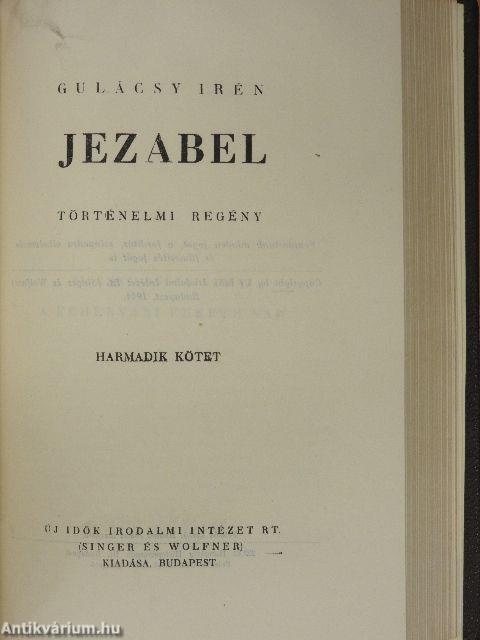 GULÁCSY IRÉN
JEZABEL
TÖRTÉNELMI REGÉNY
HARMADIK KÖTET
ÚJ IDŐK IRODALMI INTÉZET RT.
(SINGER ÉS WOLFNER)
KIADÁSA, BUDAPEST
Antikvárium.hu